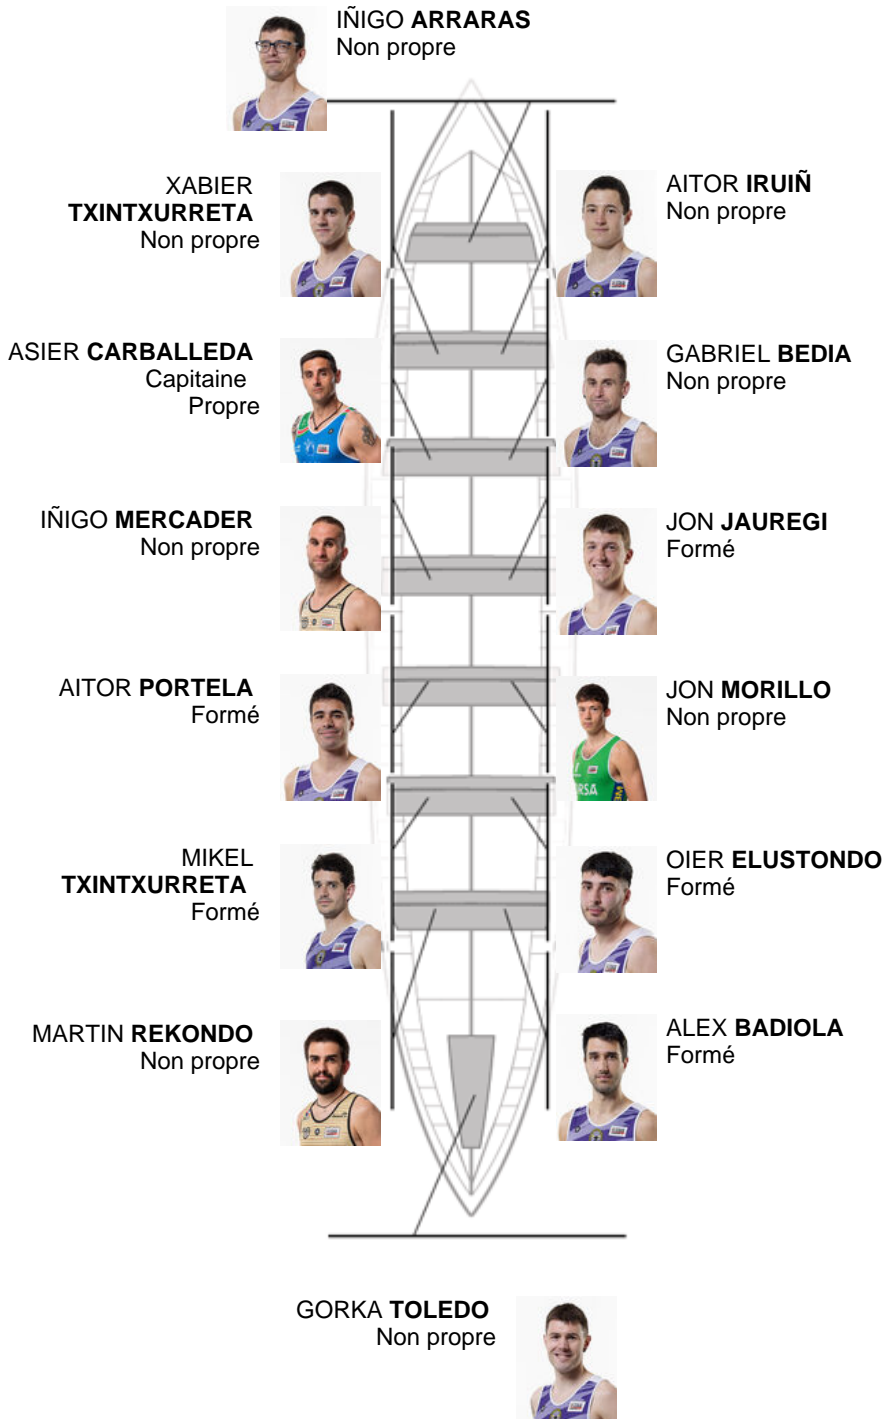 IÑIGO ARRARAS
Non propre
XABIER
TXINTXURRETA
Non propre
AITOR IRUIÑ
Non propre
ASIER CARBALLEDA
Capitaine
Propre
GABRIEL BEDIA
Non propre
IÑIGO MERCADER
Non propre
JON JAUREGI
Formé
AITOR PORTELA
Formé
JON MORILLO
Non propre
MIKEL
TXINTXURRETA
Formé
OIER ELUSTONDO
Formé
MARTIN REKONDO
Non propre
ALEX BADIOLA
Formé
GORKA TOLEDO
Non propre